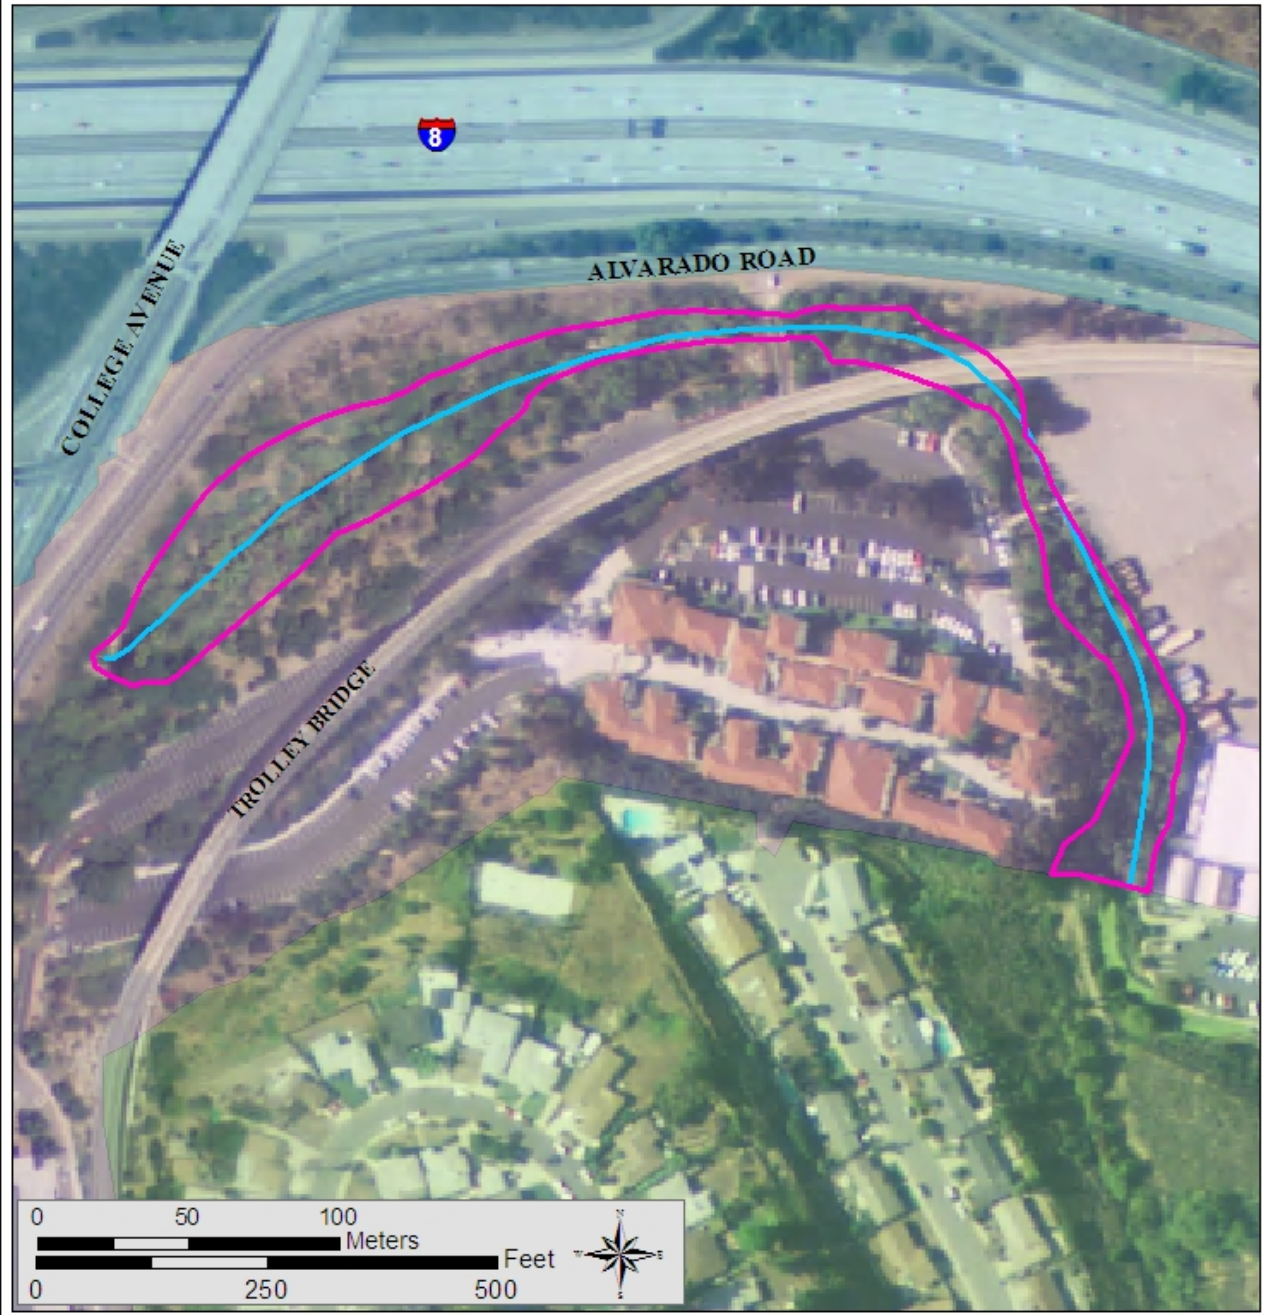 8
ALVARADO ROAD
COLLEGE AVENUE
TROLLEY BRIDGE
0 50 100
Meters
Feet
0 250 500
N
W E
S